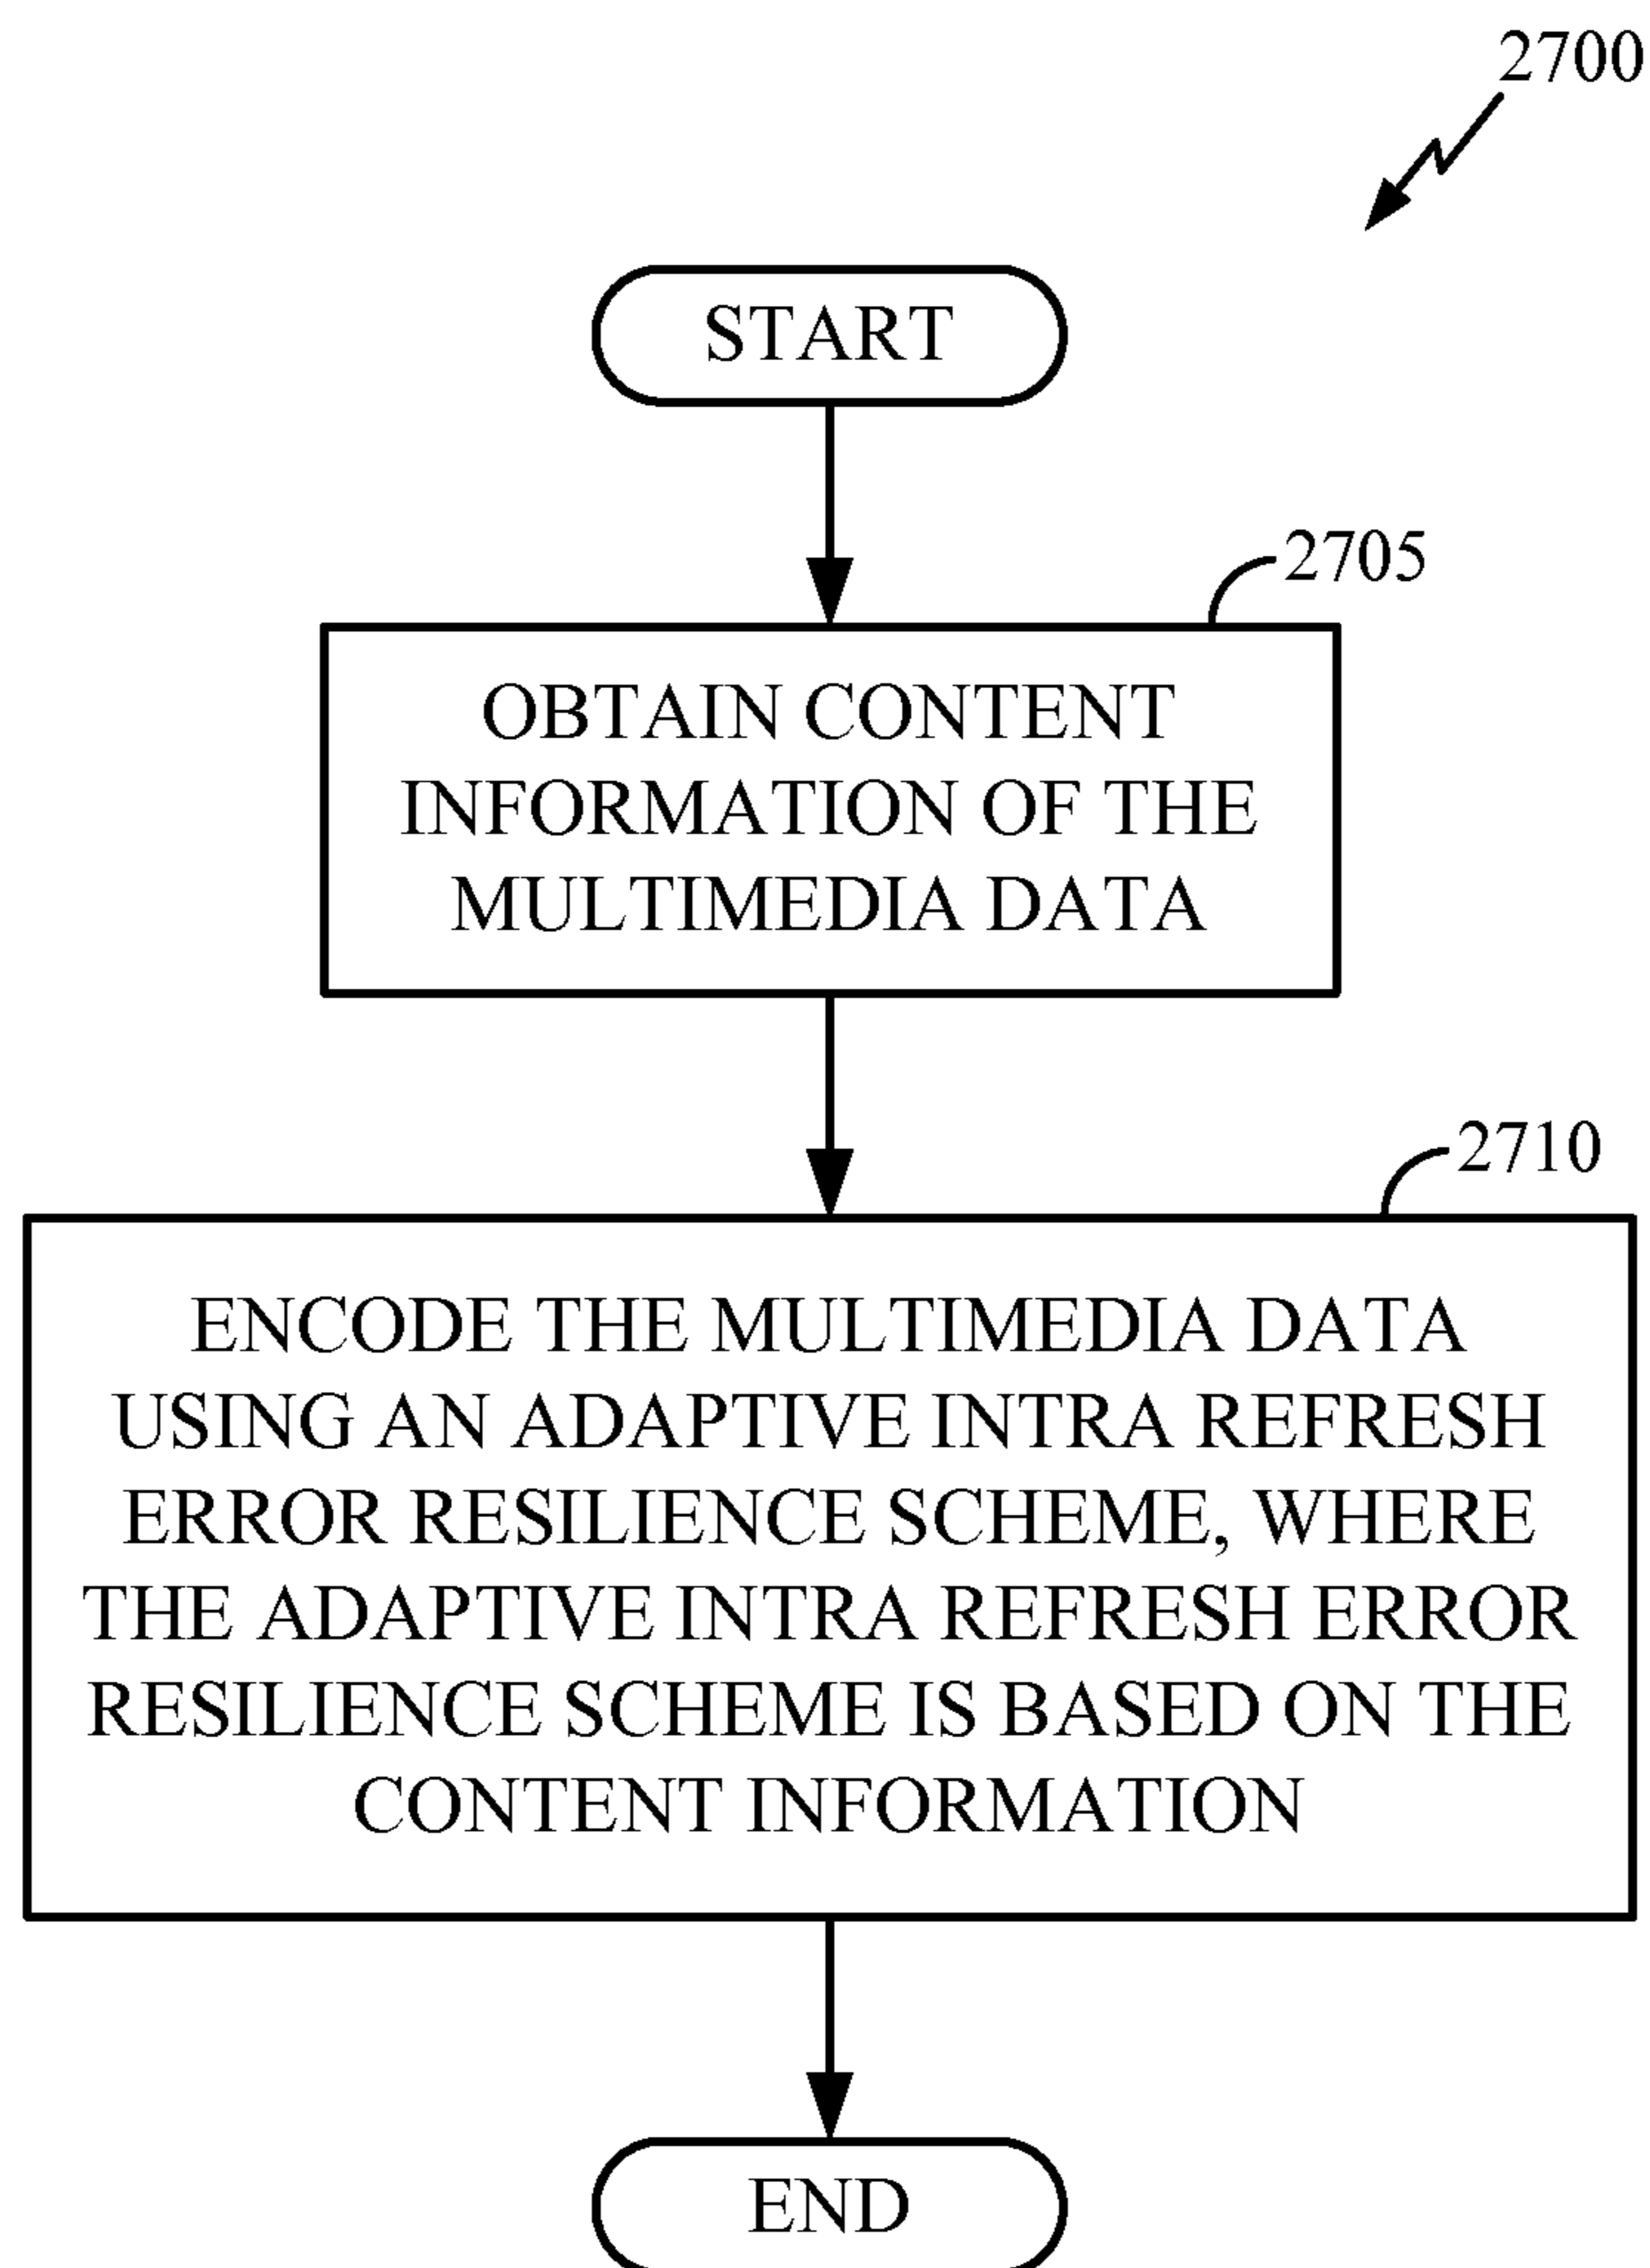 2700
START
2705
OBTAIN CONTENT
INFORMATION OF THE
MULTIMEDIA DATA
2710
ENCODE THE MULTIMEDIA DATA
USING AN ADAPTIVE INTRA REFRESH
ERROR RESILIENCE SCHEME, WHERE
THE ADAPTIVE INTRA REFRESH ERROR
RESILIENCE SCHEME IS BASED ON THE
CONTENT INFORMATION
END